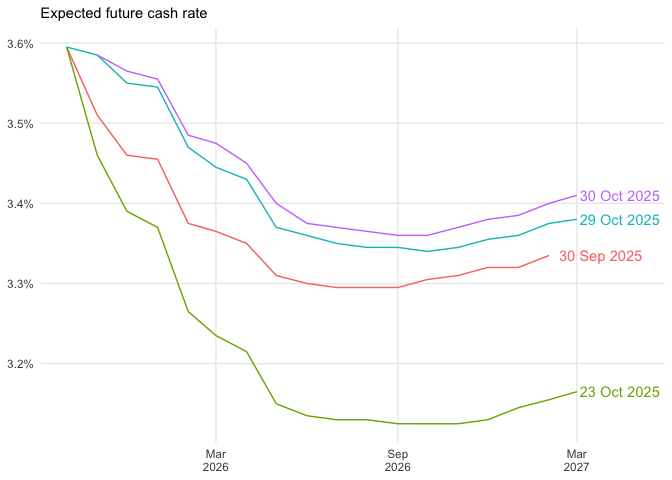 Expected future cash rate
3.6%
3.5%
3.4%
3.3%
3.2%
30 Oct 2025
29 Oct 2025
30 Sep 2025
23 Oct 2025
Mar
2026
Sep
2026
Mar
2027